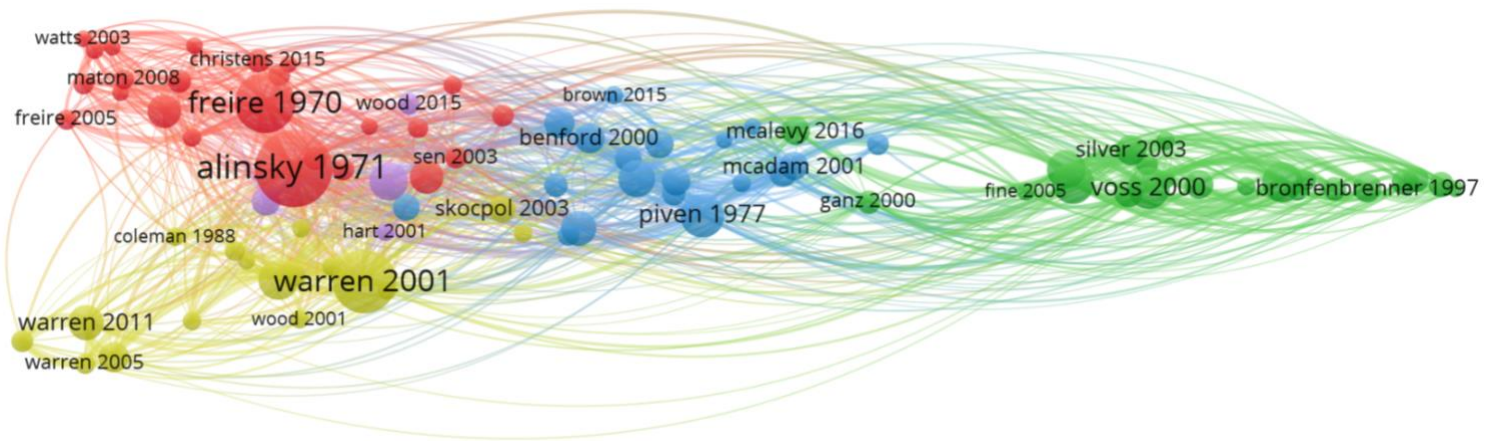 watts 2003
christens 2015
maton 2008
freire 1970
wood 2015
brown 2015
freire 2005
benford 2000
mcalevy 2016
silver 2003
alinsky 1971
sen 2003
mcadam 2001
fine 2005
voss 2000
bronfenbrenner 1997
ganz 2000
skocpol 2003
piven 1977
coleman 1988
hart 2001
warren 2001
warren 2011
wood 2001
warren 2005